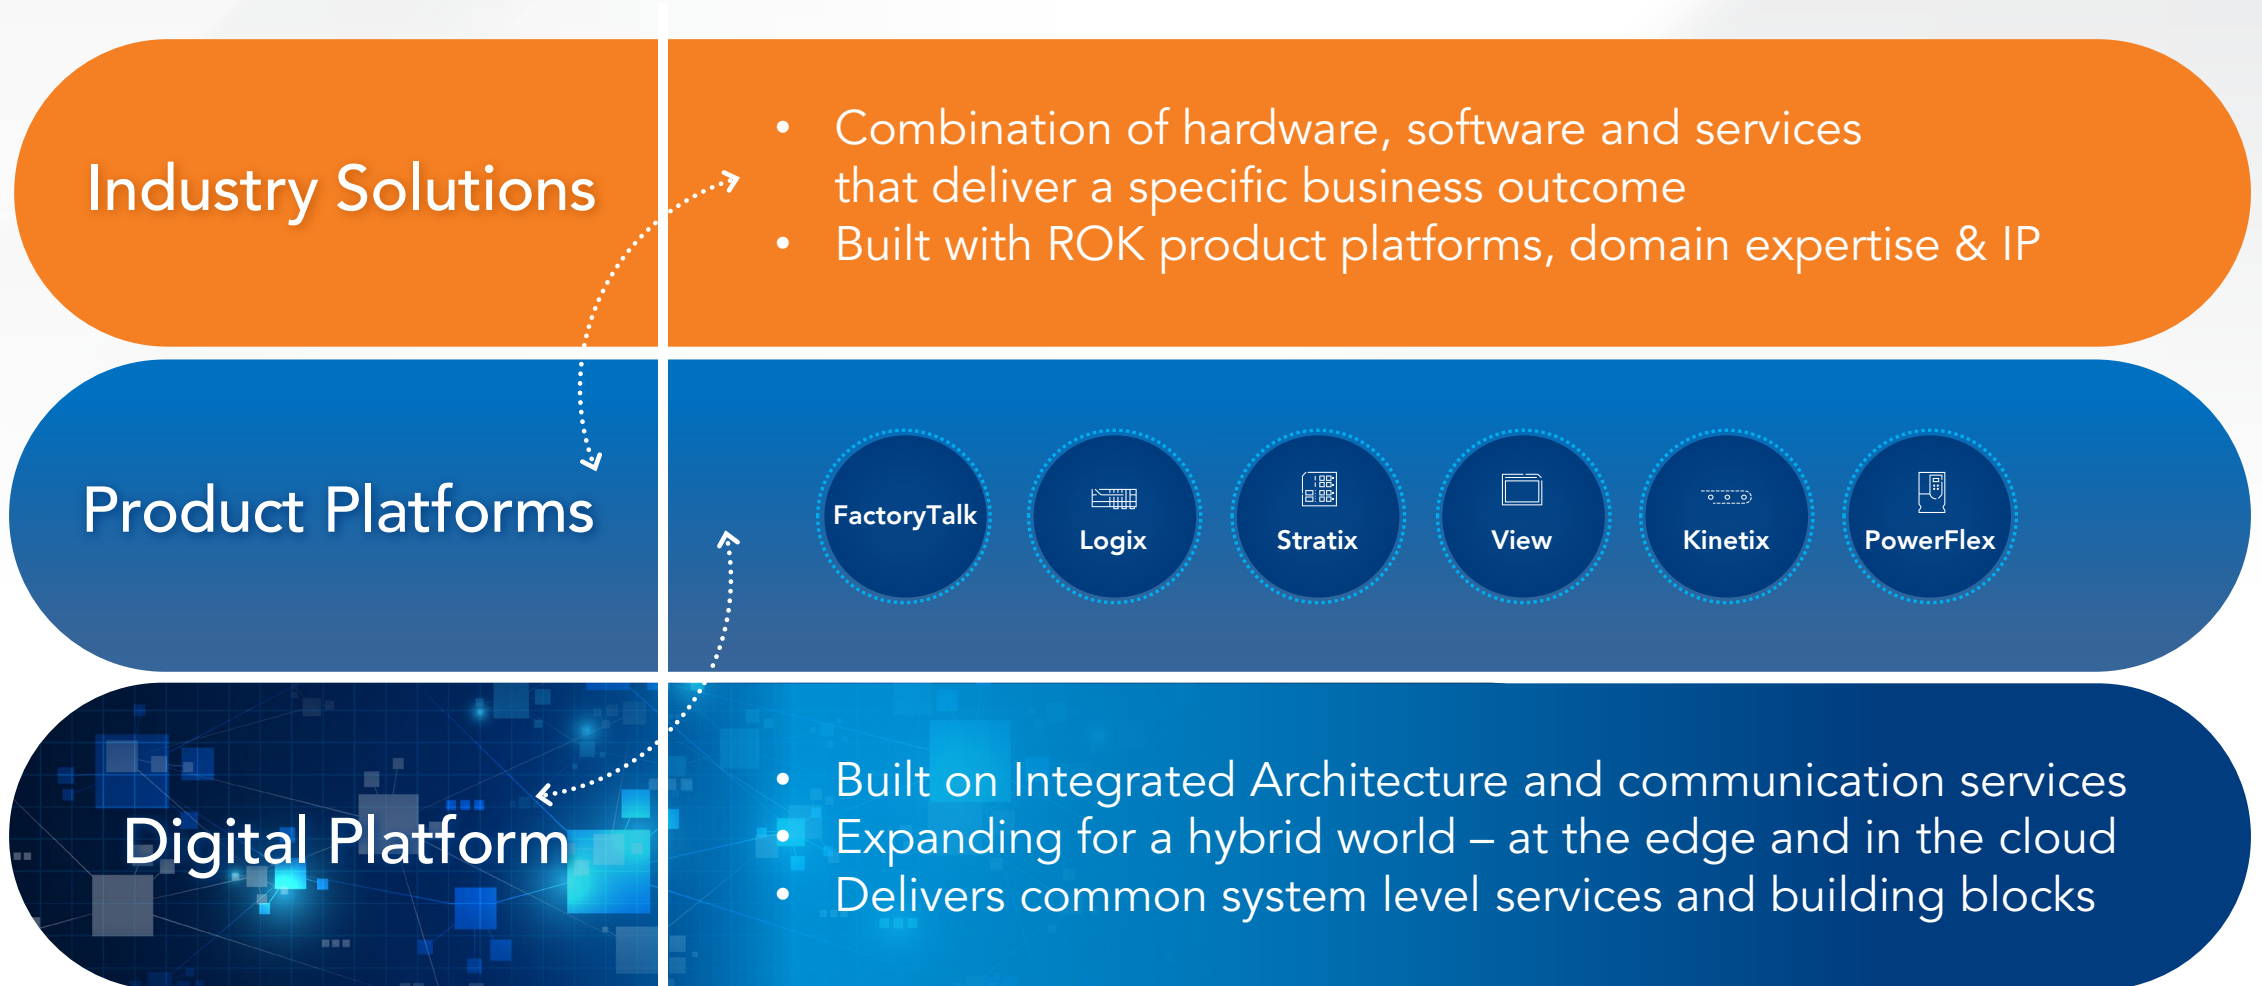 Industry Solutions
• Combination of hardware, software and services
that deliver a specific business outcome
• Built with ROK product platforms, domain expertise & IP
Product Platforms
FactoryTalk
Logix
Stratix
View
Kinetix
PowerFlex
Digital Platform
• Built on Integrated Architecture and communication services
• Expanding for a hybrid world – at the edge and in the cloud
• Delivers common system level services and building blocks